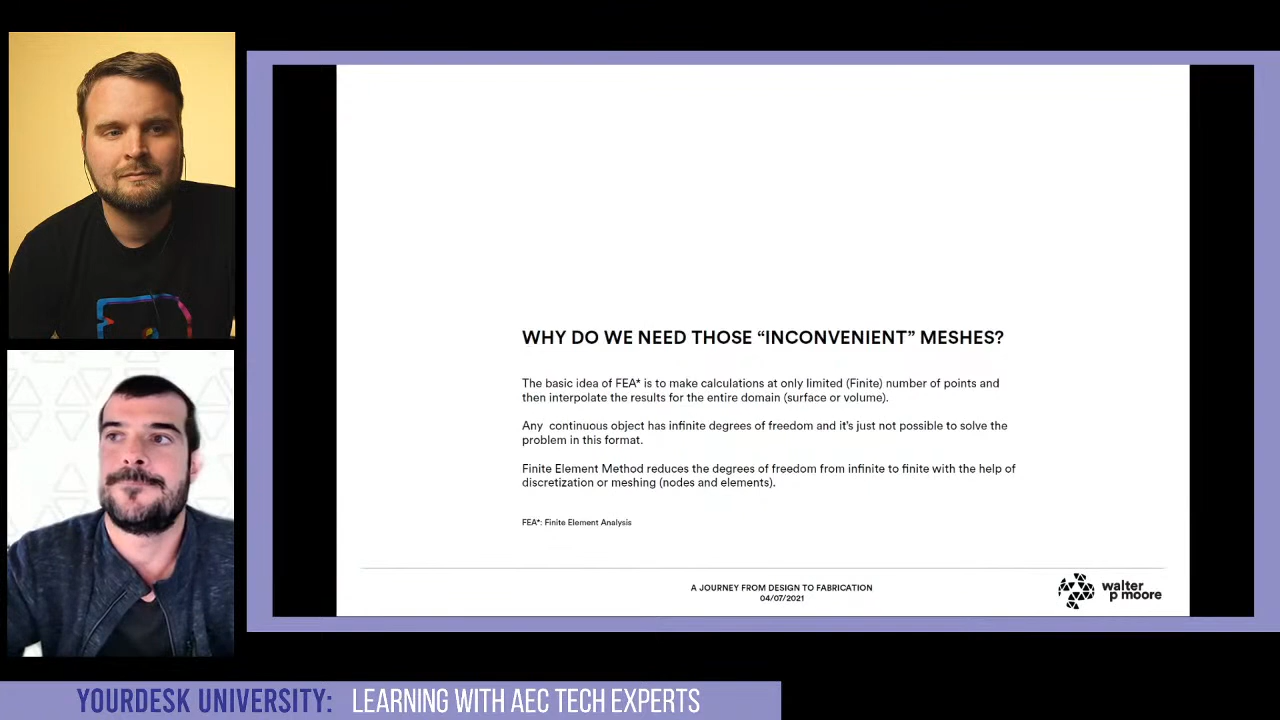 WHY DO WE NEED THOSE “INCONVENIENT” MESHES?
The basic idea of FEA* is to make calculations at only limited (Finite) number of points and
then interpolate the results for the entire domain (surface or volume).
Any  continuous object has infinite degrees of freedom and it’s just not possible to solve the
problem in this format.
Finite Element Method reduces the degrees of freedom from infinite to finite with the help of
discretization or meshing (nodes and elements).
FEA*: Finite Element Analysis
A JOURNEY FROM DESIGN TO FABRICATION
04/07/2021
walter
p moore
YOURDESK UNIVERSITY: LEARNING WITH AEC TECH EXPERTS